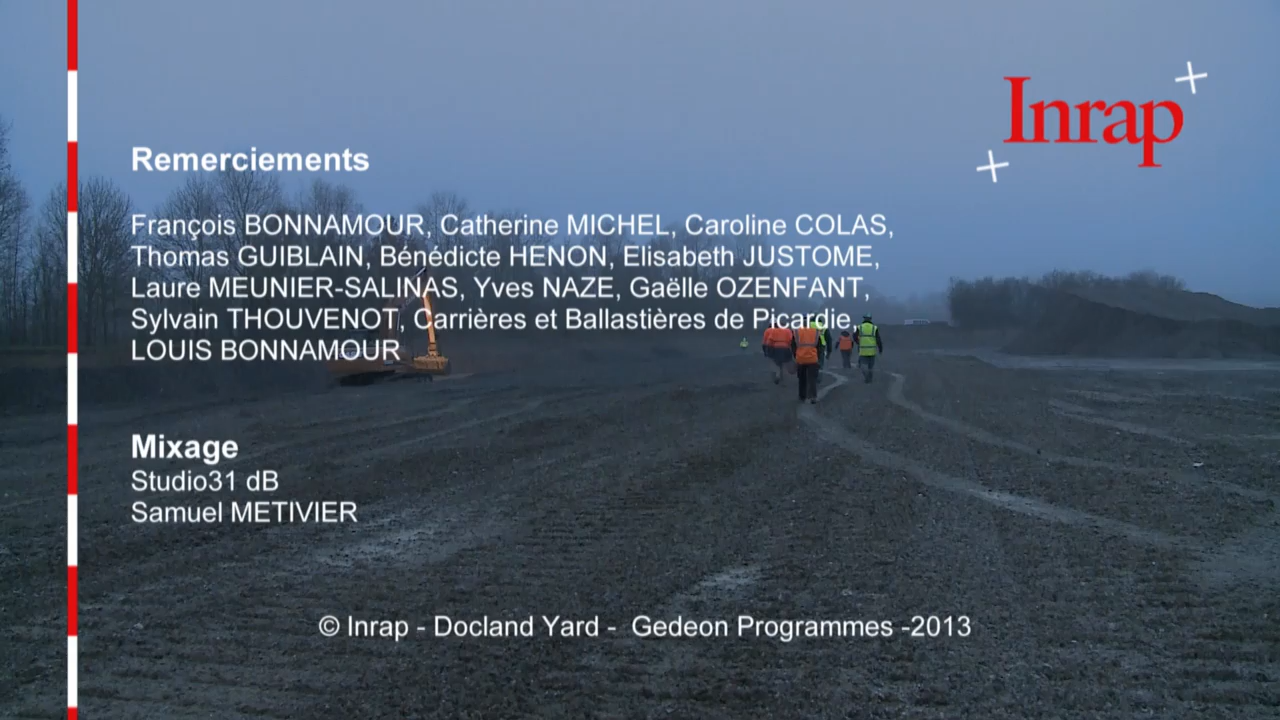 Inrap
Remerciements
François BONNAMOUR, Catherine MICHEL, Caroline COLAS,
Thomas GUIBLAIN, Bénédicte HENON, Elisabeth JUSTOME,
Laure MEUNIER-SALINAS, Yves NAZE, Gaëlle OZENFANT,
Sylvain THOUVENOT, Carrières et Ballastières de Picardie,
LOUIS BONNAMOUR
Mixage
Studio31 dB
Samuel METIVIER
© Inrap - Docland Yard - Gedeon Programmes -2013